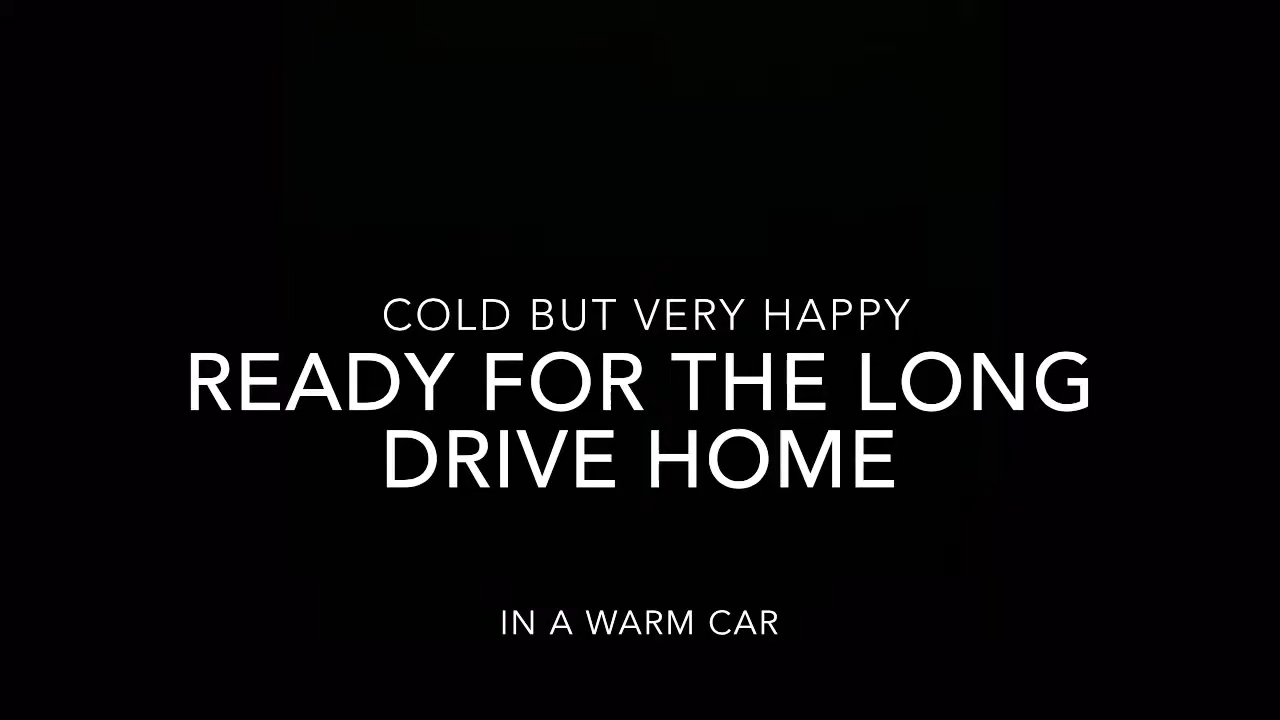 COLD BUT VERY HAPPY
READY FOR THE LONG
DRIVE HOME
IN A WARM CAR